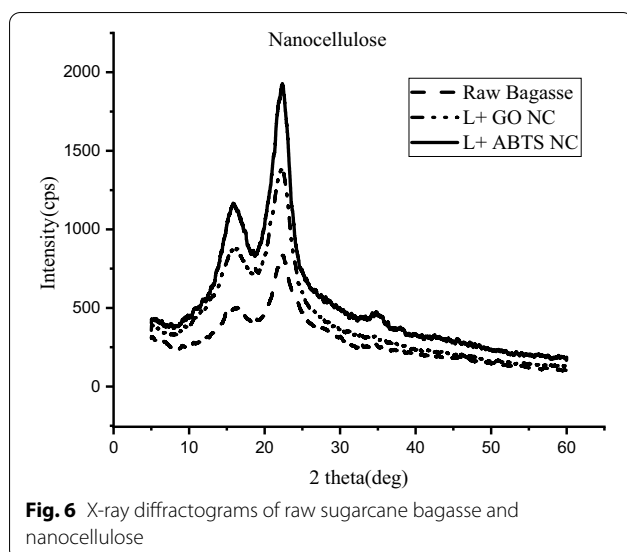 Nanocellulose
2000
1500
1000
500
0
Intensity(cps)
Raw Bagasse
L+ GO NC
L+ ABTS NC
0 10 20 30 40 50 60
2 theta(deg)
Fig. 6 X-ray diffractograms of raw sugarcane bagasse and
nanocellulose